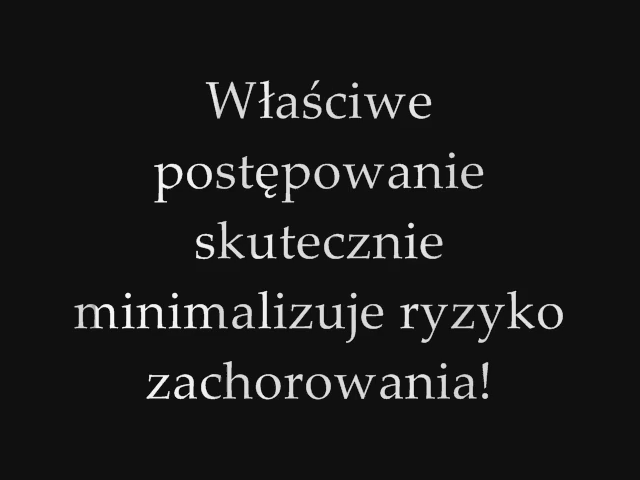 Właściwe
postępowanie
skutecznie
minimalizuje ryzyko
zachorowania!